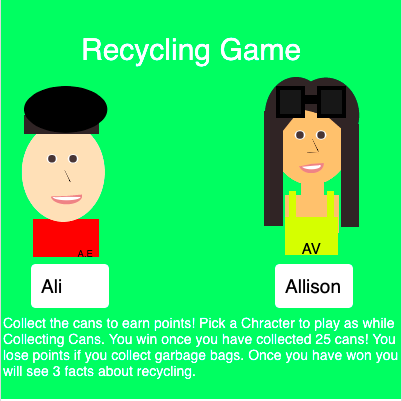 Recycling Game
A.E
AV
Ali
Allison
Collect the cans to earn points! Pick a Chracter to play as while
Collecting Cans. You win once you have collected 25 cans! You
lose points if you collect garbage bags. Once you have won you
will see 3 facts about recycling.